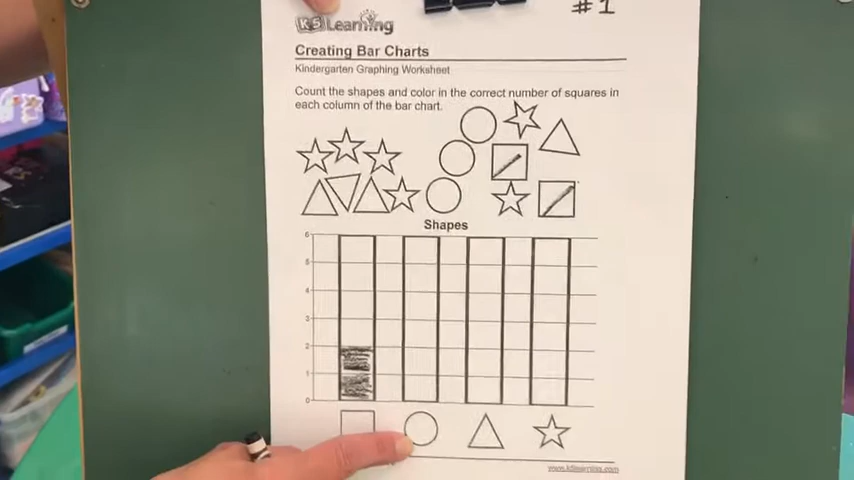 #1
K5 Learning
Creating Bar Charts
Kindergarten Graphing Worksheet
Count the shapes and color in the correct number of squares in
each column of the bar chart.
Shapes
6
5
4
3
2
1
0
www.k5learning.com